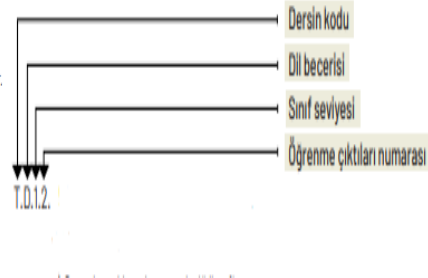 Dersin kodu
Dil becerisi
Sınıf seviyesi
Öğrenme çıktıları numarası
T.D.1.2.